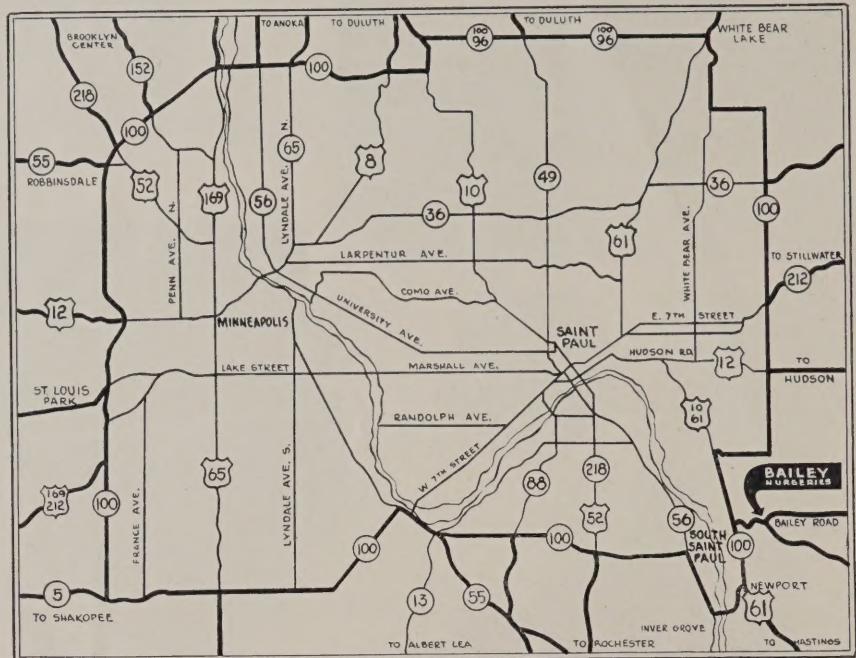 TO ANOKA
TO DULUTH
TO DULUTH
BROOKLYN
CENTER
WHITE BEAR
LAKE
152
100
96
100
96
218
100
100
65
LYNDALE AVE. N.
8
55
ROBBINSDALE
52
169
56
10
49
36
36
61
100
PENN AVE. N.
WHITE BEAR AVE.
LARPENTUR AVE.
TO STILLWATER
212
COMO AVE.
UNIVERSITY AVE.
12
MINNEAPOLIS
SAINT
PAUL
E. 7TH STREET
HUDSON RD.
12
TO
HUDSON
LAKE STREET
MARSHALL AVE.
ST. LOUIS
PARK
10
61
RANDOLPH AVE.
W. 7TH STREET
FRANCE AVE.
65
LYNDALE AVE. S.
169
212
100
88
218
52
56
BAILEY
NURSERIES
BAILEY ROAD
SOUTH
SAINT
PAUL
100
100
100
5
TO SHAKOPEE
13
55
NEWPORT
61
INVER GROVE
TO ALBERT LEA
TO ROCHESTER
TO HASTINGS